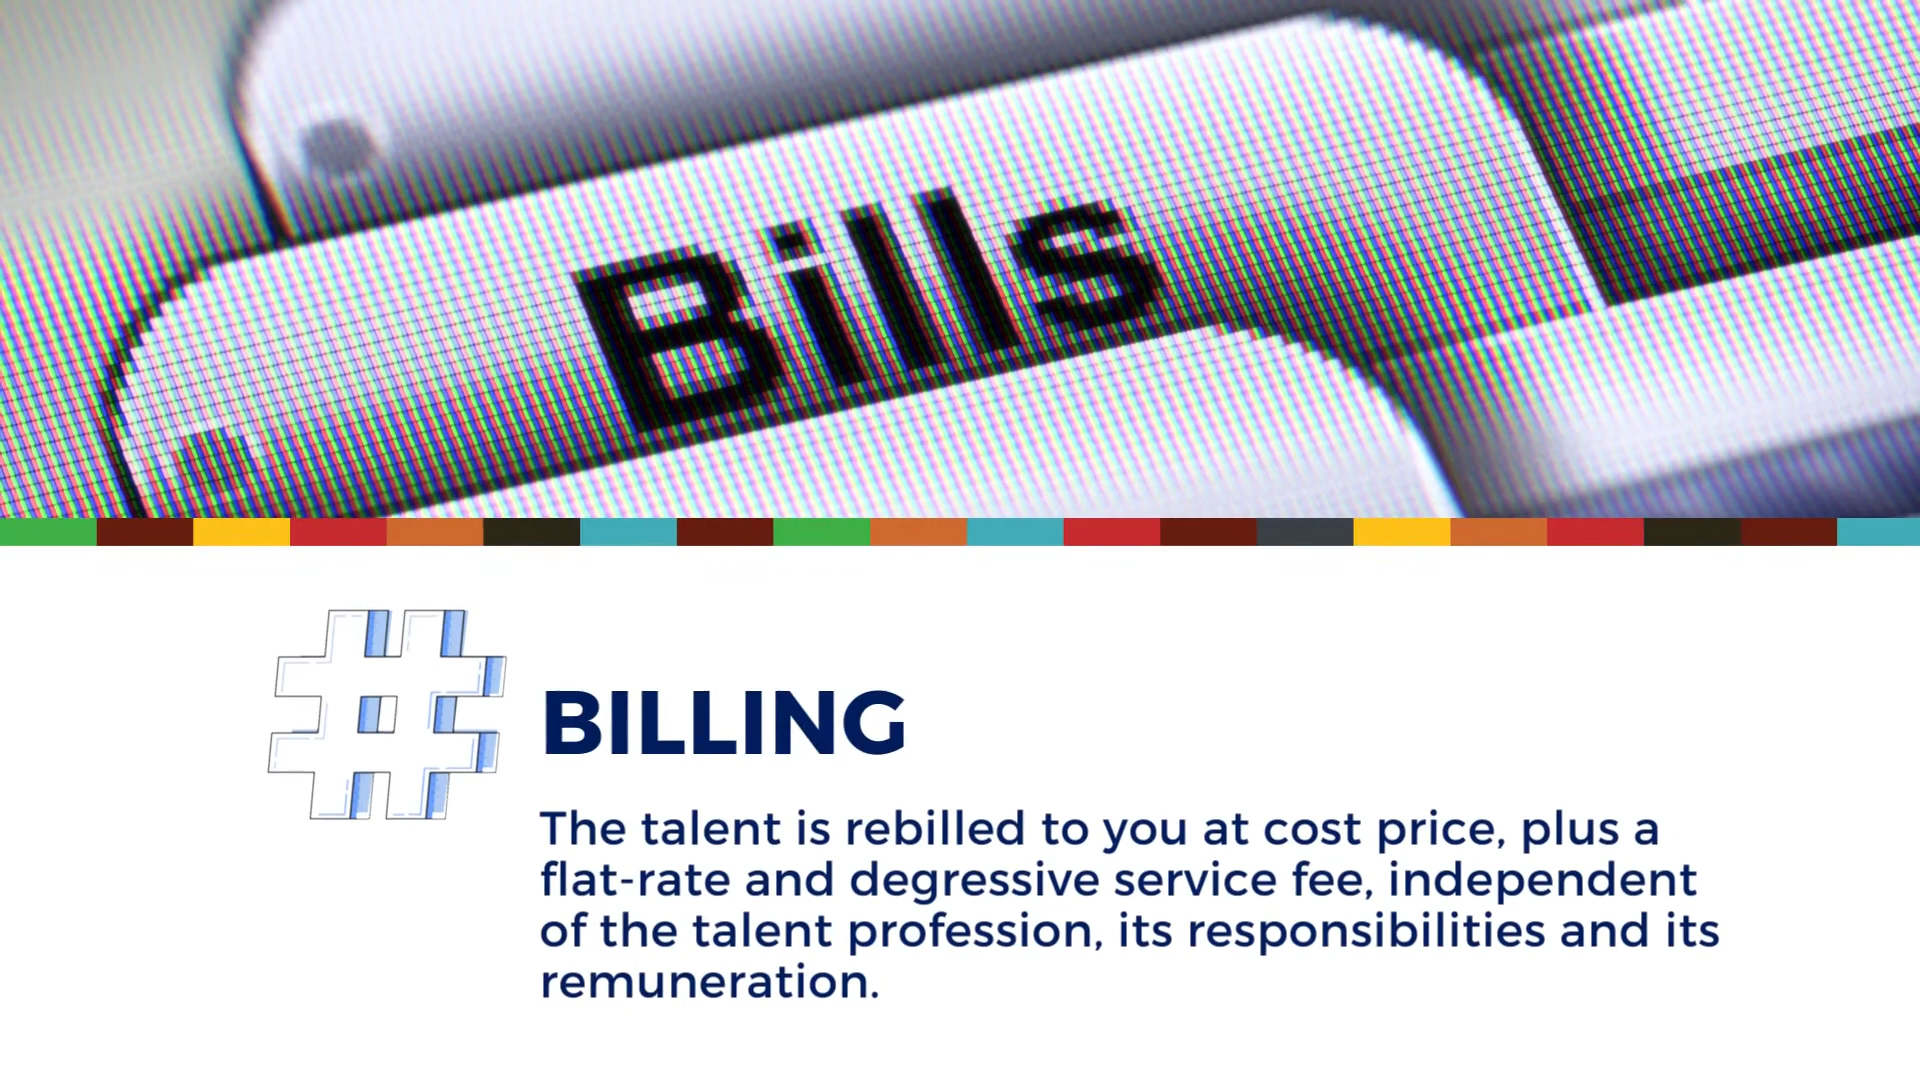 Bills
# BILLING
The talent is rebilled to you at cost price, plus a
flat-rate and degressive service fee, independent
of the talent profession, its responsibilities and its
remuneration.